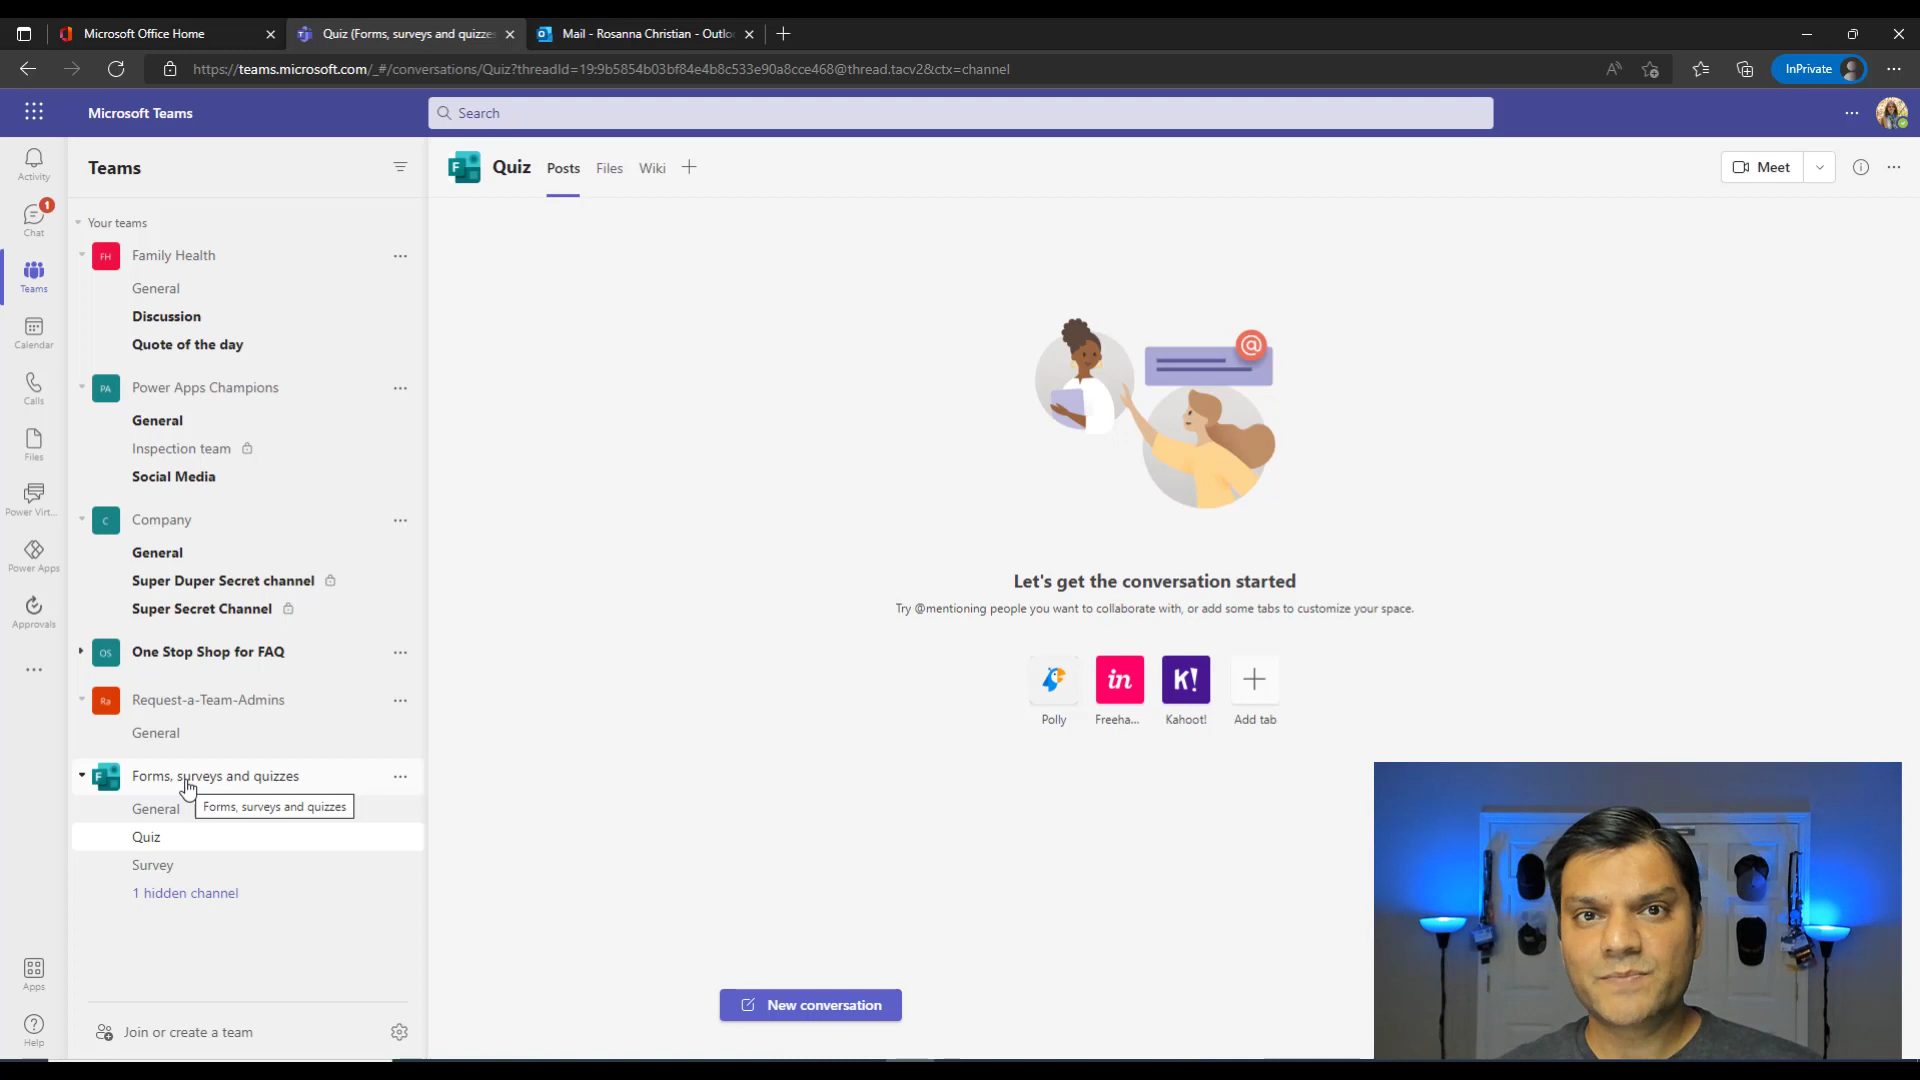 Microsoft Office Home
Quiz (Forms, surveys and quizzes
Mail - Rosanna Christian - Outlo
https://teams.microsoft.com/_#/conversations/Quiz?threadId=19:9b5854b03bf84e4b8c533e90a8cce468@thread.tacv2&ctx=channel
InPrivate
Microsoft Teams
Search
Activity
Chat
1
Teams
Calendar
Calls
Files
Power Virt...
Power Apps
Approvals
Apps
Help
Teams
Your teams
FH Family Health
General
Discussion
Quote of the day
PA Power Apps Champions
General
Inspection team
Social Media
C Company
General
Super Duper Secret channel
Super Secret Channel
OS One Stop Shop for FAQ
Ra Request-a-Team-Admins
General
F Forms, surveys and quizzes
General
Forms, surveys and quizzes
Quiz
Survey
1 hidden channel
Join or create a team
F Quiz Posts Files Wiki
Meet
@
Let's get the conversation started
Try @mentioning people you want to collaborate with, or add some tabs to customize your space.
in K!
Polly Freeha... Kahoot! Add tab
New conversation